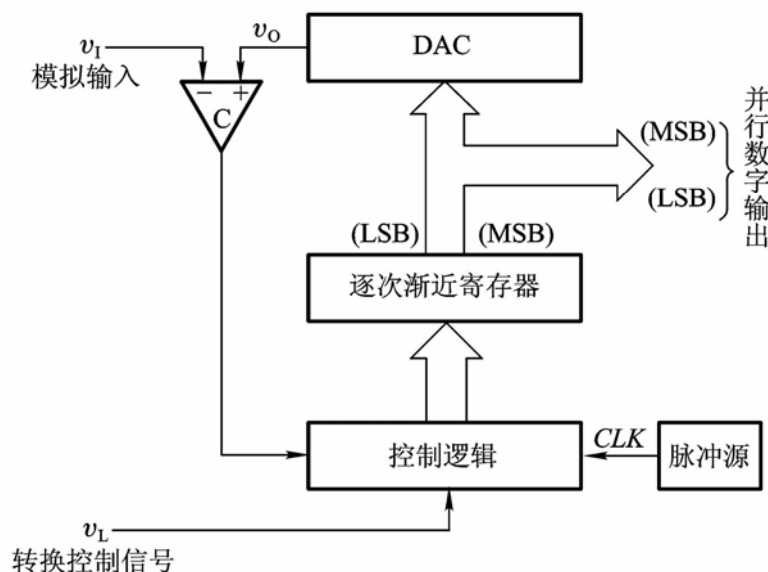 v_I
模拟输入
v_O
DAC
− +
C
(MSB)
(LSB)
并行数字输出
(LSB)
(MSB)
逐次渐近寄存器
控制逻辑
CLK
脉冲源
v_L
转换控制信号